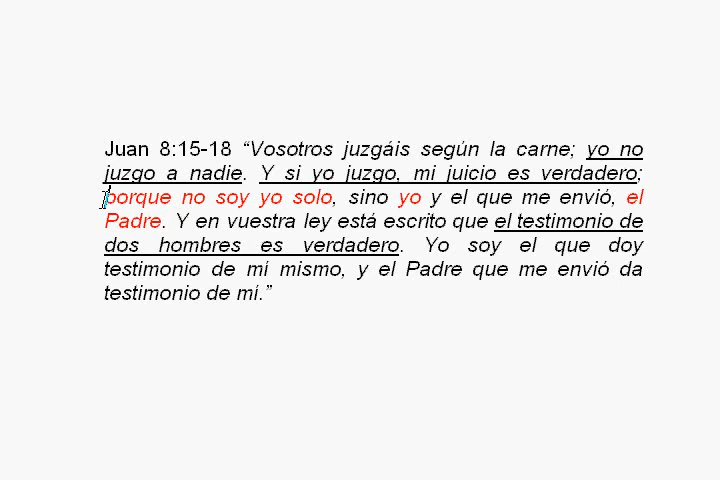 Juan 8:15-18 “Vosotros juzgáis según la carne; yo no
juzgo a nadie. Y si yo juzgo, mi juicio es verdadero;
porque no soy yo solo, sino yo y el que me envió, el
Padre. Y en vuestra ley está escrito que el testimonio de
dos hombres es verdadero. Yo soy el que doy
testimonio de mí mismo, y el Padre que me envió da
testimonio de mí.”